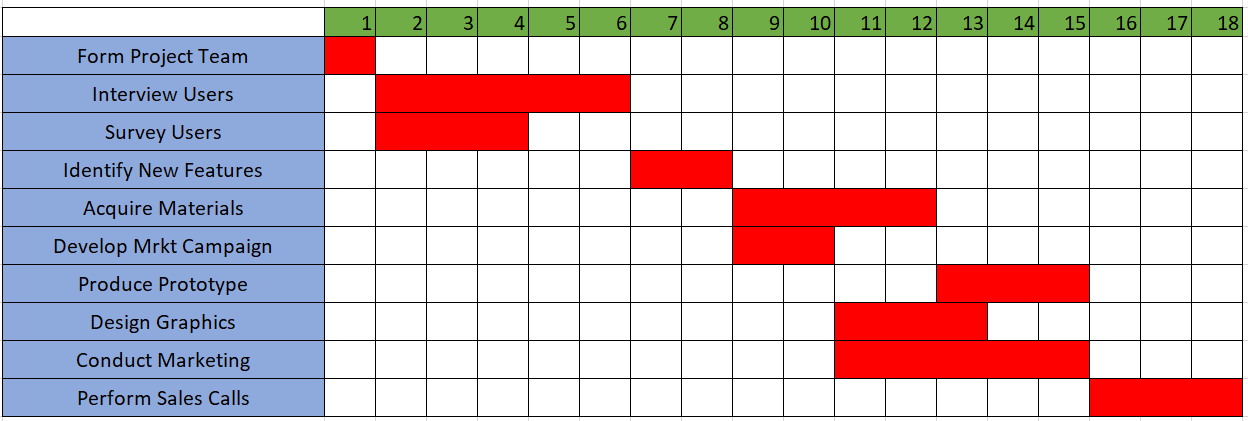 1 2 3 4 5 6 7 8 9 10 11 12 13 14 15 16 17 18
Form Project Team
Interview Users
Survey Users
Identify New Features
Acquire Materials
Develop Mrkt Campaign
Produce Prototype
Design Graphics
Conduct Marketing
Perform Sales Calls